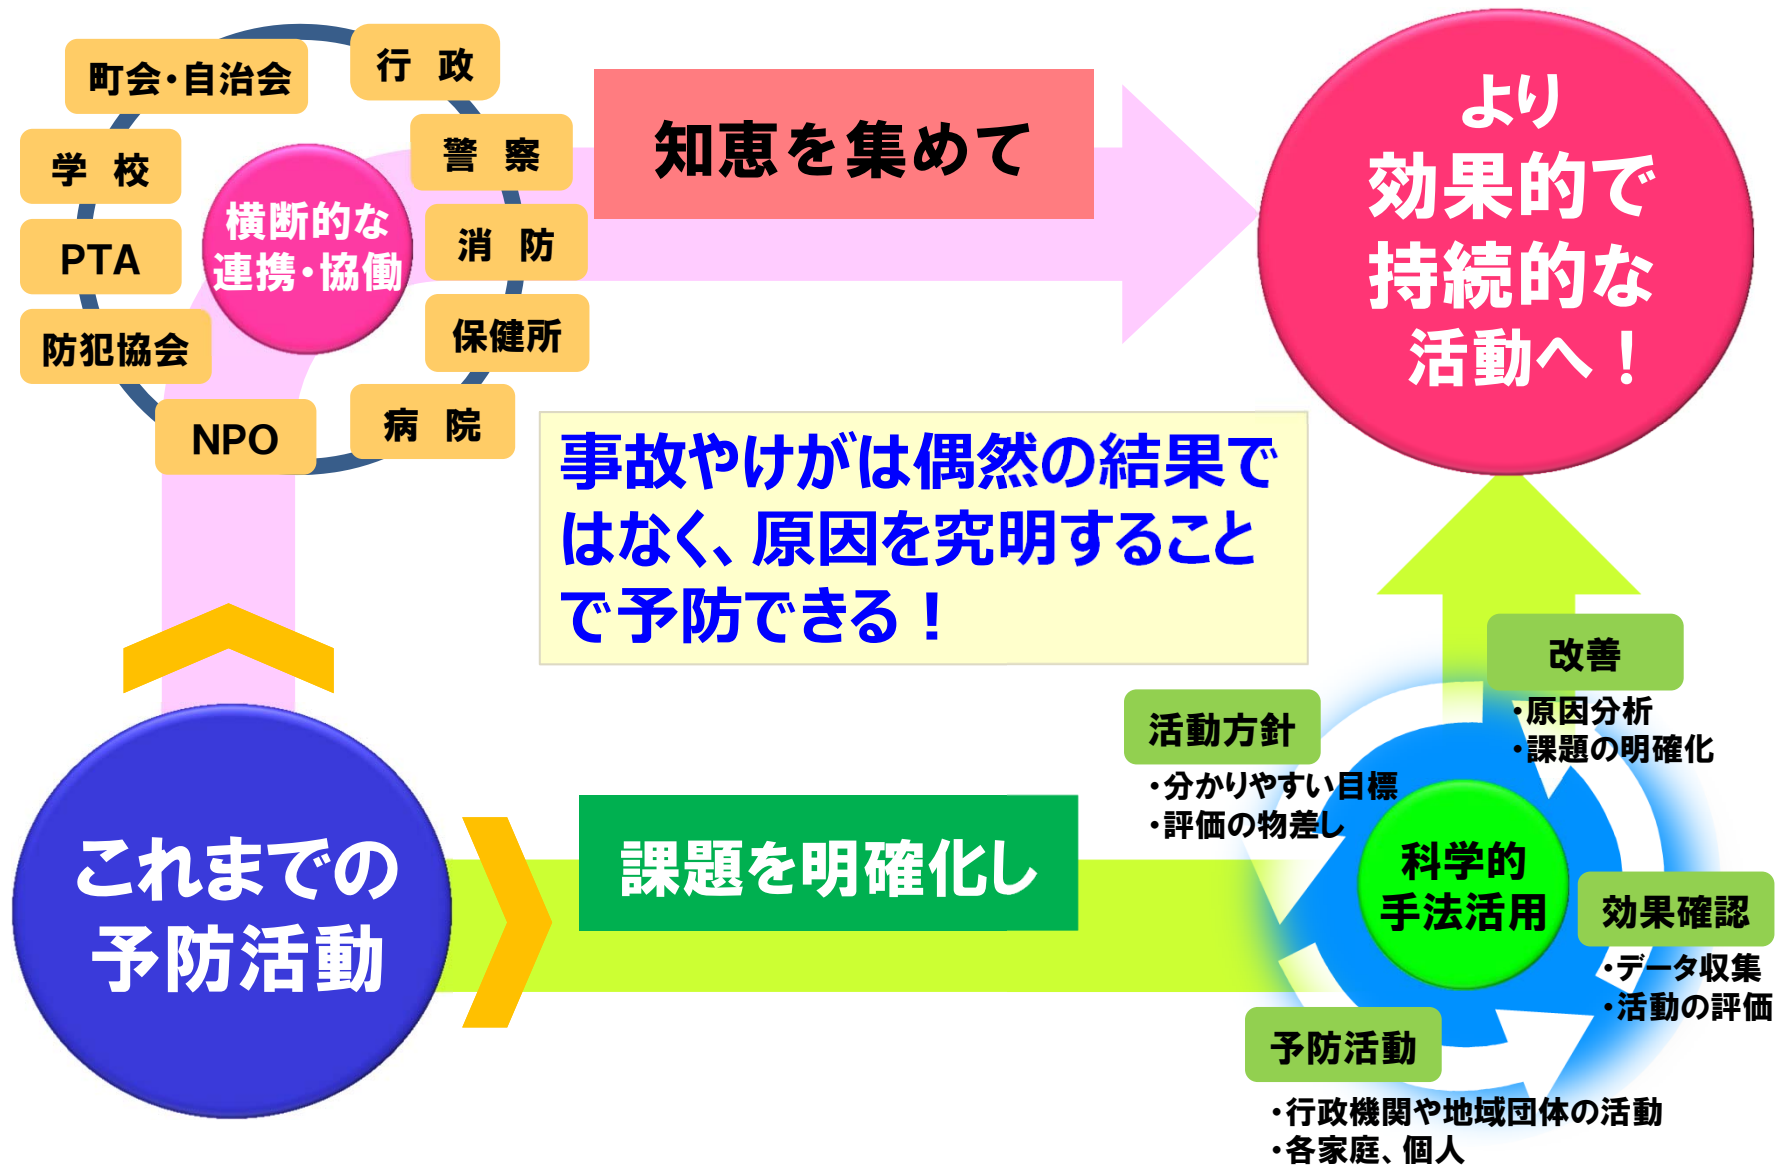 町会・自治会
行　政
学　校
警　察
PTA
消　防
防犯協会
保健所
NPO
病　院
横断的な
連携・協働
知恵を集めて
より
効果的で
持続的な
活動へ！
事故やけがは偶然の結果で
はなく、原因を究明すること
で予防できる！
これまでの
予防活動
課題を明確化し
科学的
手法活用
改善
・原因分析
・課題の明確化
活動方針
・分かりやすい目標
・評価の物差し
効果確認
・データ収集
・活動の評価
予防活動
・行政機関や地域団体の活動
・各家庭、個人